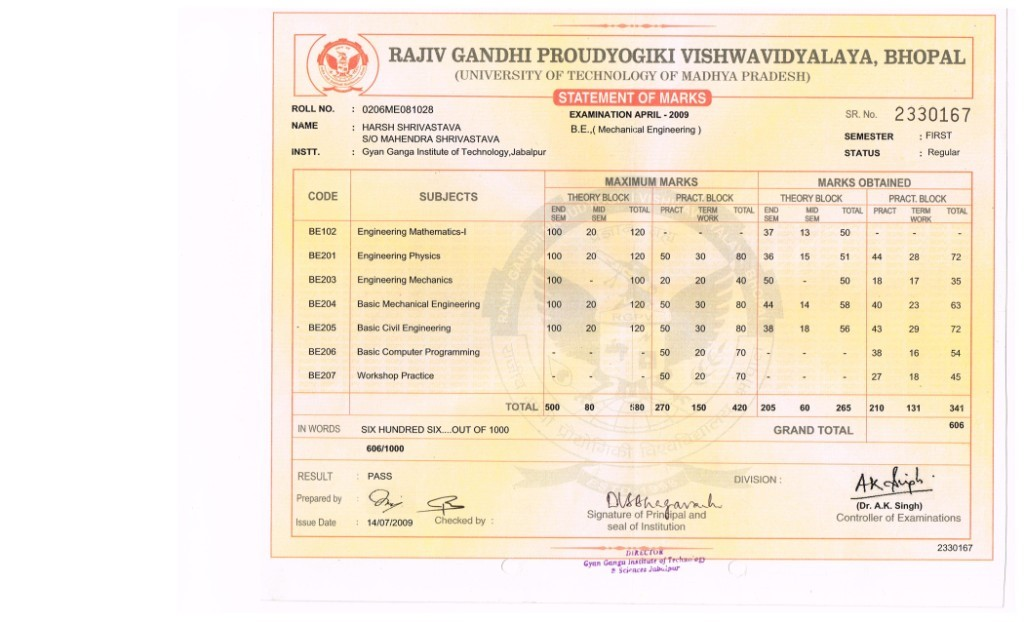 RAJIV GANDHI PROUDYOGIKI VISHWAVIDYALAYA, BHOPAL
(UNIVERSITY OF TECHNOLOGY OF MADHYA PRADESH)
STATEMENT OF MARKS
ROLL NO. : 0206ME081028
EXAMINATION APRIL - 2009
SR. No. 2330167
NAME : HARSH SHRIVASTAVA
B.E.,( Mechanical Engineering )
SEMESTER : FIRST
S/O MAHENDRA SHRIVASTAVA
INSTT. : Gyan Ganga Institute of Technology,Jabalpur
STATUS : Regular
CODE SUBJECTS MAXIMUM MARKS MARKS OBTAINED
THEORY BLOCK PRACT. BLOCK THEORY BLOCK PRACT. BLOCK
END SEM MID SEM TOTAL PRACT TERM WORK TOTAL END SEM MID SEM TOTAL PRACT TERM WORK TOTAL
BE102 Engineering Mathematics-I 100 20 120 - - - 37 13 50 - - -
BE201 Engineering Physics 100 20 120 50 30 80 36 15 51 44 28 72
BE203 Engineering Mechanics 100 - 100 20 20 40 50 - 50 18 17 35
BE204 Basic Mechanical Engineering 100 20 120 50 30 80 44 14 58 40 23 63
BE205 Basic Civil Engineering 100 20 120 50 30 80 38 18 56 43 29 72
BE206 Basic Computer Programming - - - 50 20 70 - - - 38 16 54
BE207 Workshop Practice - - - 50 20 70 - - - 27 18 45
TOTAL 500 80 580 270 150 420 205 60 265 210 131 341
IN WORDS SIX HUNDRED SIX....OUT OF 1000 GRAND TOTAL 606
606/1000
RESULT : PASS
DIVISION :
Prepared by :
(Dr. A.K. Singh)
Issue Date : 14/07/2009 Checked by :
Signature of Principal and
seal of Institution
Controller of Examinations
2330167
DIRECTOR
Gyan Ganga Institute of Technology
& Sciences Jabalpur